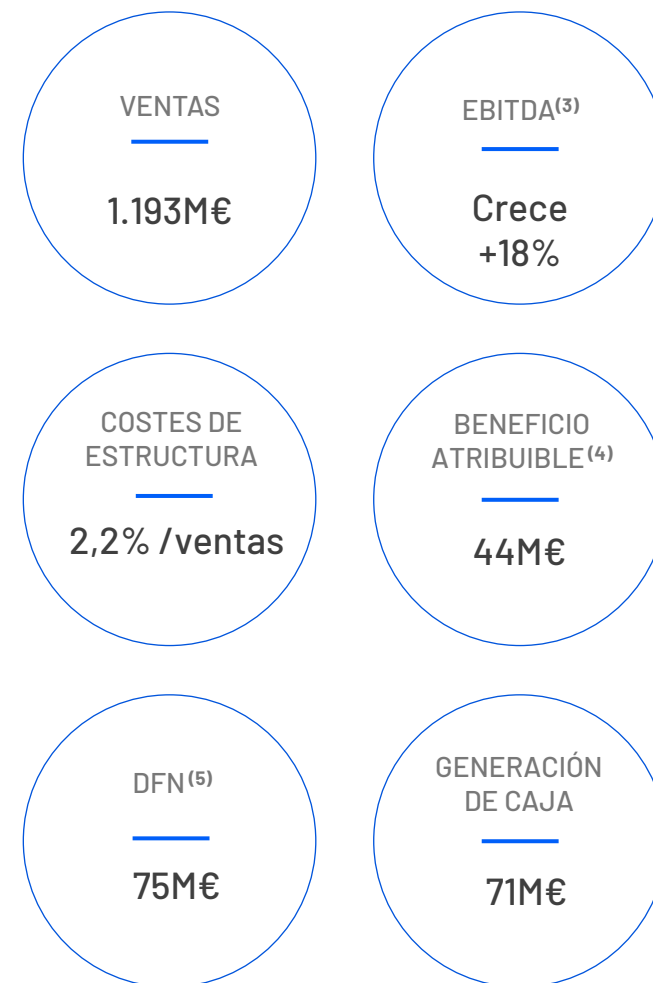 VENTAS
1.193M€
EBITDA(3)
Crece
+18%
COSTES DE
ESTRUCTURA
2,2% /ventas
BENEFICIO
ATRIBUIBLE(4)
44M€
DFN(5)
75M€
GENERACIÓN
DE CAJA
71M€